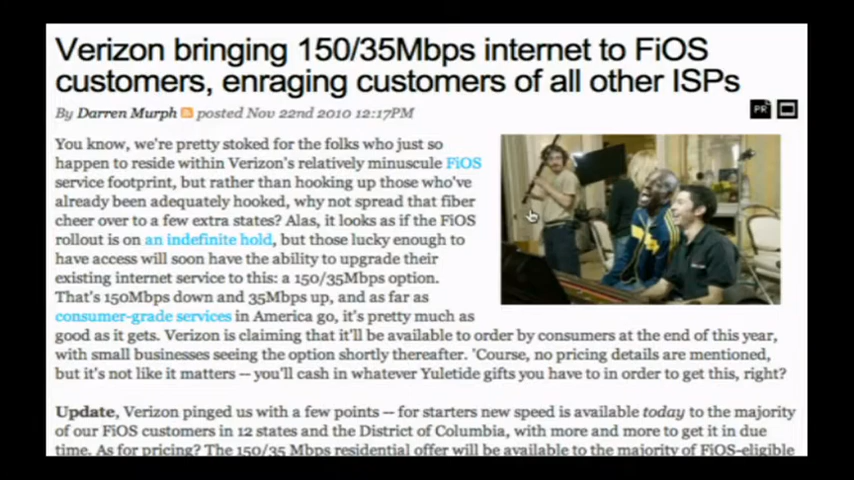 Verizon bringing 150/35Mbps internet to FiOS
customers, enraging customers of all other ISPs
By Darren Murph posted Nov 22nd 2010 12:17PM
PR
You know, we're pretty stoked for the folks who just so
happen to reside within Verizon's relatively minuscule FiOS
service footprint, but rather than hooking up those who've
already been adequately hooked, why not spread that fiber
cheer over to a few extra states? Alas, it looks as if the FiOS
rollout is on an indefinite hold, but those lucky enough to
have access will soon have the ability to upgrade their
existing internet service to this: a 150/35Mbps option.
That's 150Mbps down and 35Mbps up, and as far as
consumer-grade services in America go, it's pretty much as
good as it gets. Verizon is claiming that it'll be available to order by consumers at the end of this year,
with small businesses seeing the option shortly thereafter. 'Course, no pricing details are mentioned,
but it's not like it matters -- you'll cash in whatever Yuletide gifts you have to in order to get this, right?
Update, Verizon pinged us with a few points -- for starters new speed is available today to the majority
of our FiOS customers in 12 states and the District of Columbia, with more and more to get it in due
time. As for pricing? The 150/35 Mbps residential offer will be available to the majority of FiOS-eligible